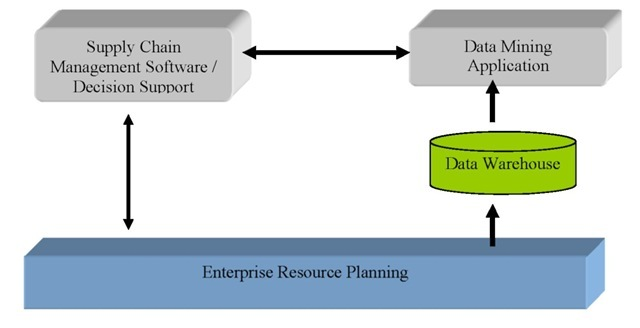 Supply Chain
Management Software /
Decision Support
Data Mining
Application
Data Warehouse
Enterprise Resource Planning